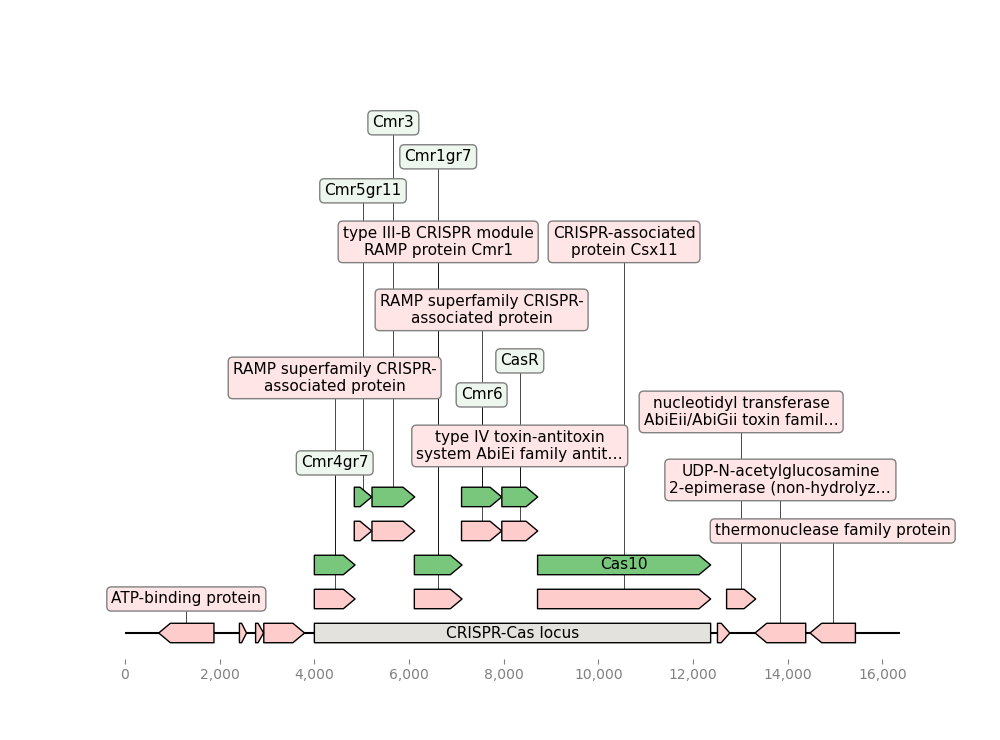 Cmr3
Cmr1gr7
Cmr5gr11
type III-B CRISPR module
RAMP protein Cmr1
CRISPR-associated
protein Csx11
RAMP superfamily CRISPR-
associated protein
CasR
RAMP superfamily CRISPR-
associated protein
Cmr6
nucleotidyl transferase
AbiEii/AbiGii toxin famil...
type IV toxin-antitoxin
system AbiEi family antit...
Cmr4gr7
UDP-N-acetylglucosamine
2-epimerase (non-hydrolyz...
thermonuclease family protein
Cas10
ATP-binding protein
CRISPR-Cas locus
0 2,000 4,000 6,000 8,000 10,000 12,000 14,000 16,000